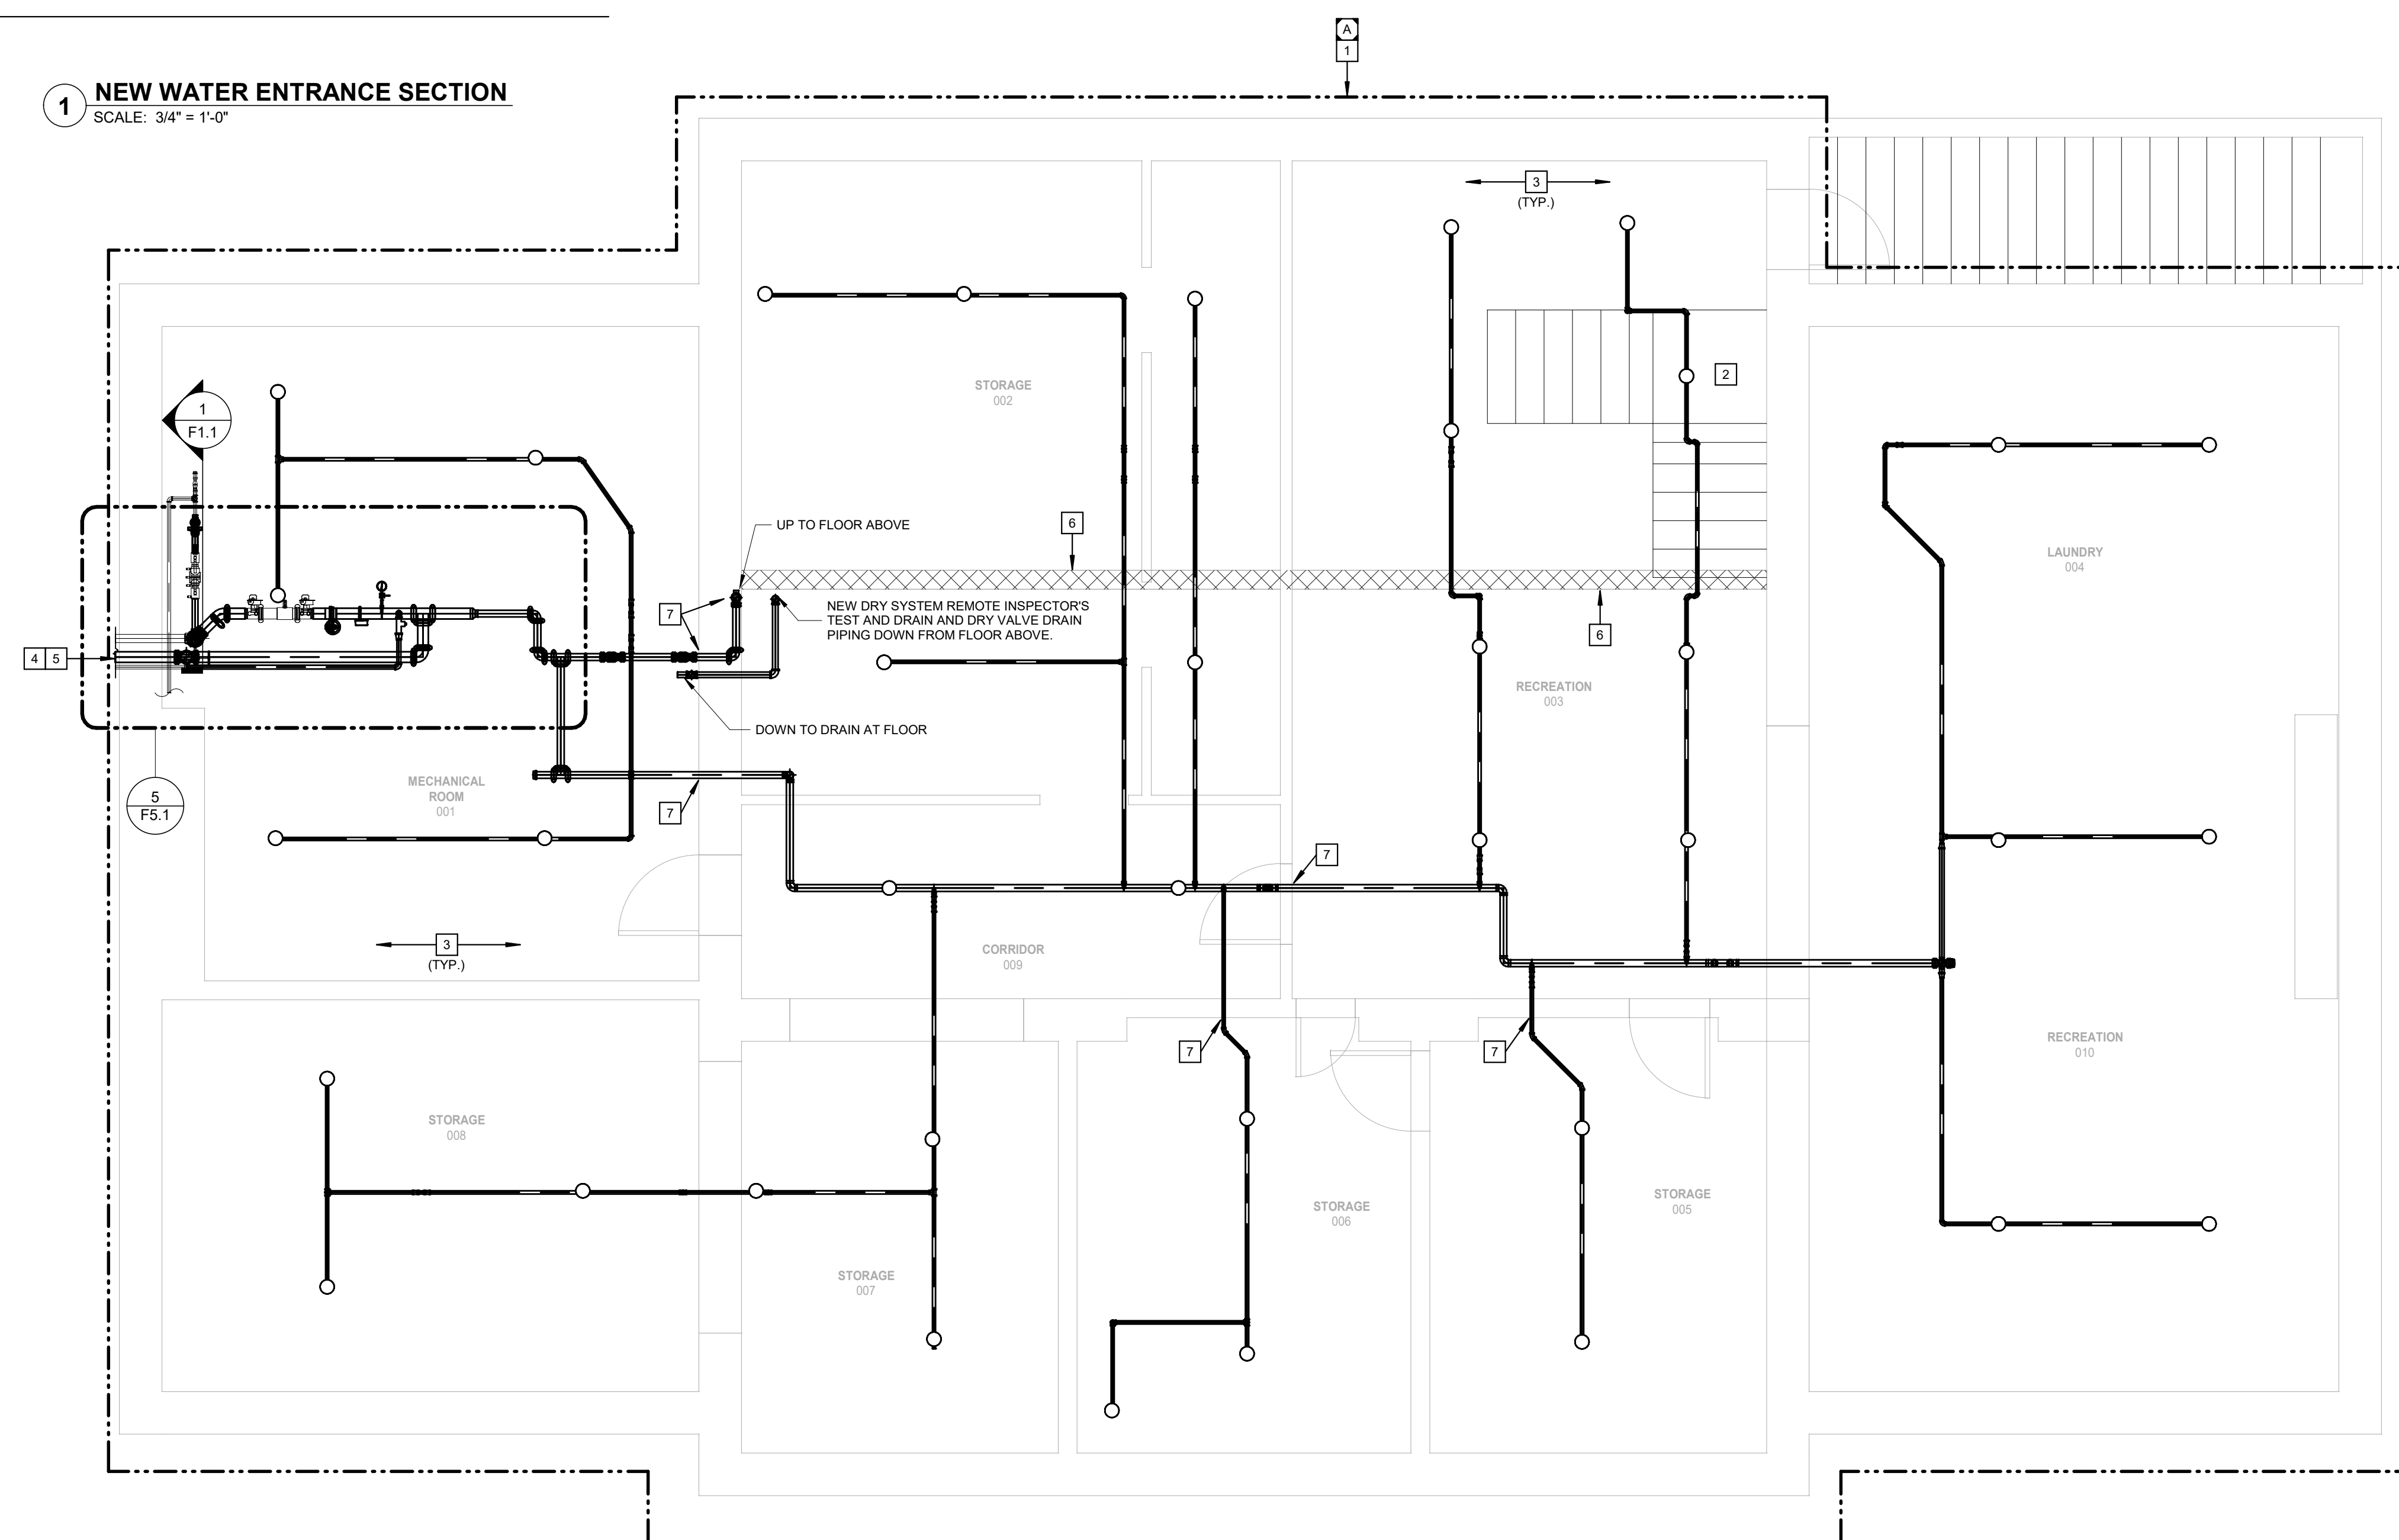 A
1
1 NEW WATER ENTRANCE SECTION
SCALE: 3/4" = 1'-0"
3
(TYP.)
2
STORAGE
002
1
F1.1
UP TO FLOOR ABOVE
6
LAUNDRY
004
7
NEW DRY SYSTEM REMOTE INSPECTOR'S
TEST AND DRAIN AND DRY VALVE DRAIN
PIPING DOWN FROM FLOOR ABOVE.
6
4 5
RECREATION
003
DOWN TO DRAIN AT FLOOR
MECHANICAL
ROOM
001
5
F5.1
7
7
3
(TYP.)
CORRIDOR
009
7
7
RECREATION
010
STORAGE
008
STORAGE
006
STORAGE
005
STORAGE
007